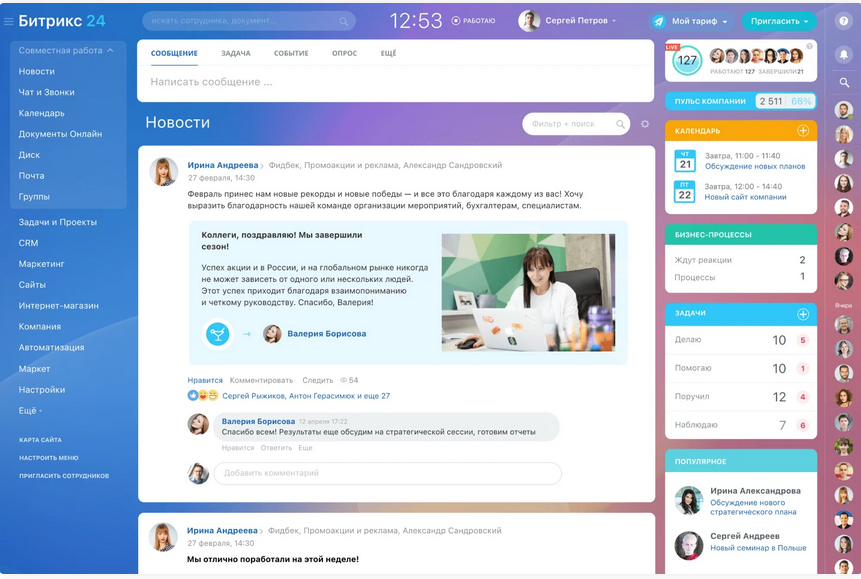 Битрикс 24
искать сотрудника, документ...
12:53
РАБОТАЮ
Сергей Петров
Мой тариф
Пригласить
Совместная работа
Новости
Чат и Звонки
Календарь
Документы Онлайн
Диск
Почта
Группы
Задачи и Проекты
CRM
Маркетинг
Сайты
Интернет-магазин
Компания
Автоматизация
Маркет
Настройки
Ещё -
КАРТА САЙТА
НАСТРОИТЬ МЕНЮ
ПРИГЛАСИТЬ СОТРУДНИКОВ
СООБЩЕНИЕ ЗАДАЧА СОБЫТИЕ ОПРОС ЕЩЁ
Написать сообщение ...
Новости
Фильтр + поиск
Ирина Андреева > Фидбек, Промоакции и реклама, Александр Сандровский
27 февраля, 14:30
Февраль принес нам новые рекорды и новые победы — и все это благодаря каждому из вас! Хочу
выразить благодарность нашей команде организации мероприятий, бухгалтерам, специалистам.
Коллеги, поздравляю! Мы завершили
сезон!
Успех акции и в России, и на глобальном рынке никогда
не может зависеть от одного или нескольких людей.
Этот успех приходит благодаря взаимопониманию
и четкому руководству. Спасибо, Валерия!
Валерия Борисова
Нравится Комментировать Следить 54
Сергей Рыжиков, Антон Герасимюк и еще 27
Валерия Борисова 12 апреля 17:22
Спасибо всем! Результаты еще обсудим на стратегической сессии, готовим отчеты
Нравится Ответить Еще
Добавить комментарий
Ирина Андреева > Фидбек, Промоакции и реклама, Александр Сандровский
27 февраля, 14:30
Мы отлично поработали на этой неделе!
LIVE
127
РАБОТАЮТ 127 ЗАВЕРШИЛИ 21
ПУЛЬС КОМПАНИИ 2 511 66%
КАЛЕНДАРЬ
ЧТ
21
Завтра, 11:00 - 11:40
Обсуждение новых планов
ПТ
22
Завтра, 12:00 - 14:40
Новый сайт компании
БИЗНЕС-ПРОЦЕССЫ
Ждут реакции 2
Процессы 1
ЗАДАЧИ
Делаю 10 5
Помогаю 10 1
Поручил 12 4
Наблюдаю 7 6
ПОПУЛЯРНОЕ
Ирина Александрова
Обсуждение нового
стратегического плана
Сергей Андреев
Новый семинар в Польше
Вчера